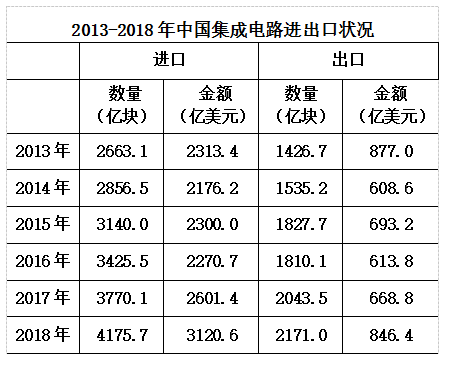 2013-2018年中国集成电路进出口状况
进口 出口
数量 金额 数量 金额
（亿块） （亿美元） （亿块） （亿美元）
2013年 2663.1 2313.4 1426.7 877.0
2014年 2856.5 2176.2 1535.2 608.6
2015年 3140.0 2300.0 1827.7 693.2
2016年 3425.5 2270.7 1810.1 613.8
2017年 3770.1 2601.4 2043.5 668.8
2018年 4175.7 3120.6 2171.0 846.4